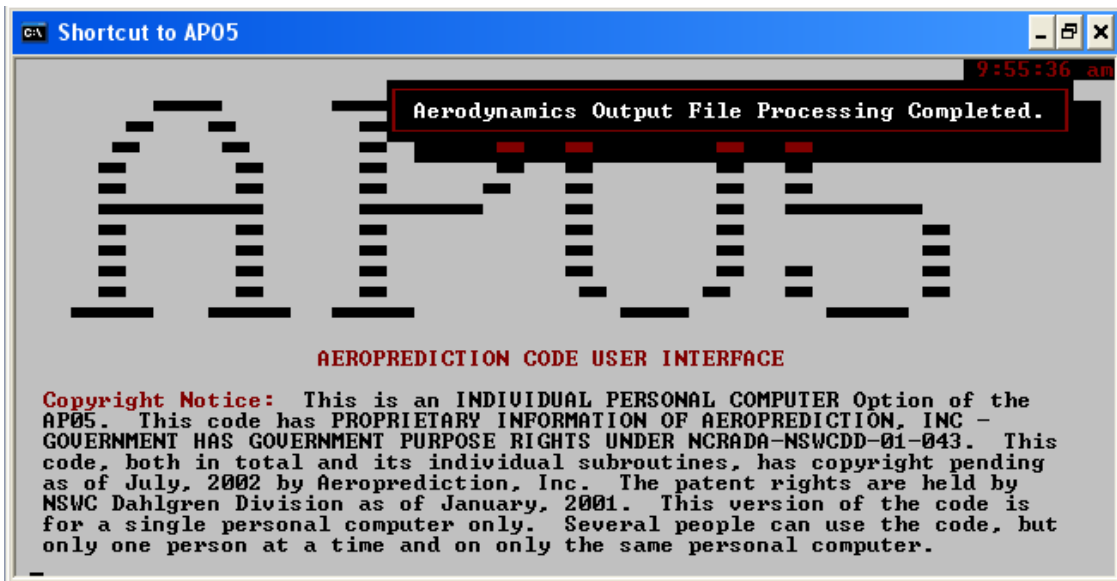 Shortcut to AP05
9:55:36 am
Aerodynamics Output File Processing Completed.
AP05
AEROPREDICTION CODE USER INTERFACE
Copyright Notice: This is an INDIVIDUAL PERSONAL COMPUTER Option of the
AP05. This code has PROPRIETARY INFORMATION OF AEROPREDICTION, INC -
GOVERNMENT HAS GOVERNMENT PURPOSE RIGHTS UNDER NCRADA-NSWCDD-01-043. This
code, both in total and its individual subroutines, has copyright pending
as of July, 2002 by Aeroprediction, Inc. The patent rights are held by
NSWC Dahlgren Division as of January, 2001. This version of the code is
for a single personal computer only. Several people can use the code, but
only one person at a time and on only the same personal computer.